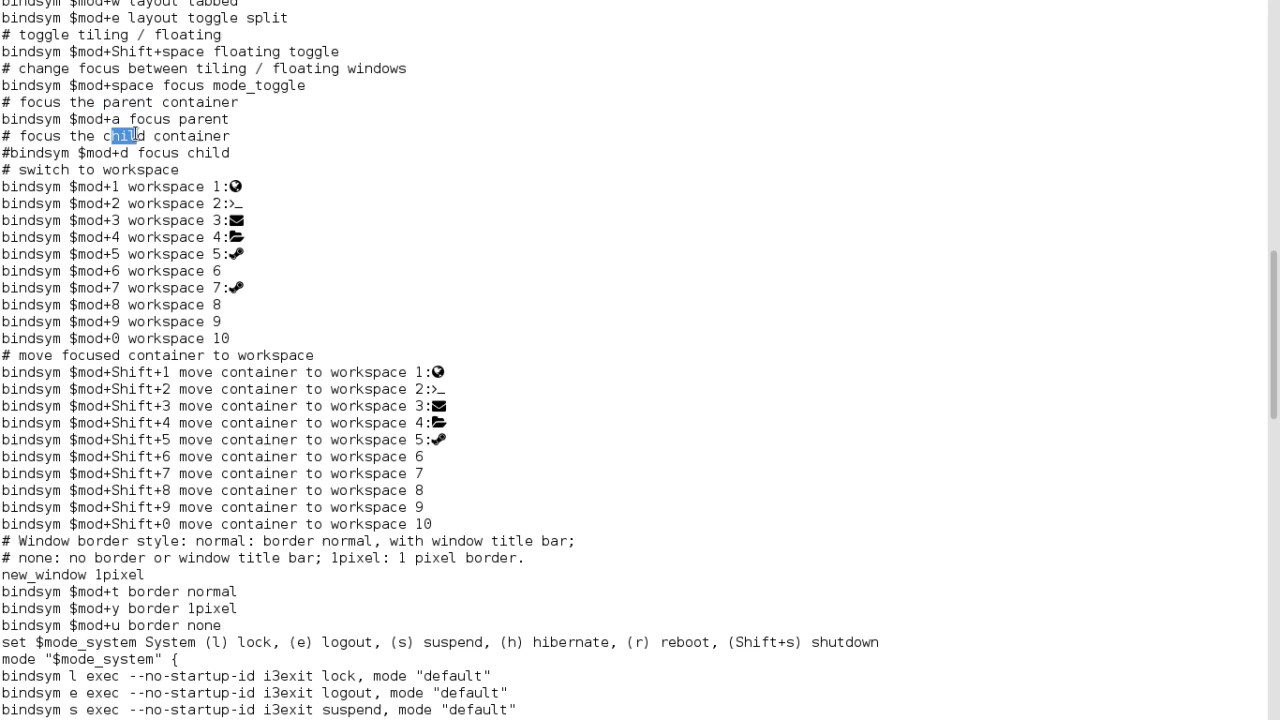 bindsym $mod+w layout tabbed
bindsym $mod+e layout toggle split
# toggle tiling / floating
bindsym $mod+Shift+space floating toggle
# change focus between tiling / floating windows
bindsym $mod+space focus mode_toggle
# focus the parent container
bindsym $mod+a focus parent
# focus the child container
#bindsym $mod+d focus child
# switch to workspace
bindsym $mod+1 workspace 1:
bindsym $mod+2 workspace 2:>_
bindsym $mod+3 workspace 3:
bindsym $mod+4 workspace 4:
bindsym $mod+5 workspace 5:
bindsym $mod+6 workspace 6
bindsym $mod+7 workspace 7:
bindsym $mod+8 workspace 8
bindsym $mod+9 workspace 9
bindsym $mod+0 workspace 10
# move focused container to workspace
bindsym $mod+Shift+1 move container to workspace 1:
bindsym $mod+Shift+2 move container to workspace 2:>_
bindsym $mod+Shift+3 move container to workspace 3:
bindsym $mod+Shift+4 move container to workspace 4:
bindsym $mod+Shift+5 move container to workspace 5:
bindsym $mod+Shift+6 move container to workspace 6
bindsym $mod+Shift+7 move container to workspace 7
bindsym $mod+Shift+8 move container to workspace 8
bindsym $mod+Shift+9 move container to workspace 9
bindsym $mod+Shift+0 move container to workspace 10
# Window border style: normal: border normal, with window title bar;
# none: no border or window title bar; 1pixel: 1 pixel border.
new_window 1pixel
bindsym $mod+t border normal
bindsym $mod+y border 1pixel
bindsym $mod+u border none
set $mode_system System (l) lock, (e) logout, (s) suspend, (h) hibernate, (r) reboot, (Shift+s) shutdown
mode "$mode_system" {
bindsym l exec --no-startup-id i3exit lock, mode "default"
bindsym e exec --no-startup-id i3exit logout, mode "default"
bindsym s exec --no-startup-id i3exit suspend, mode "default"